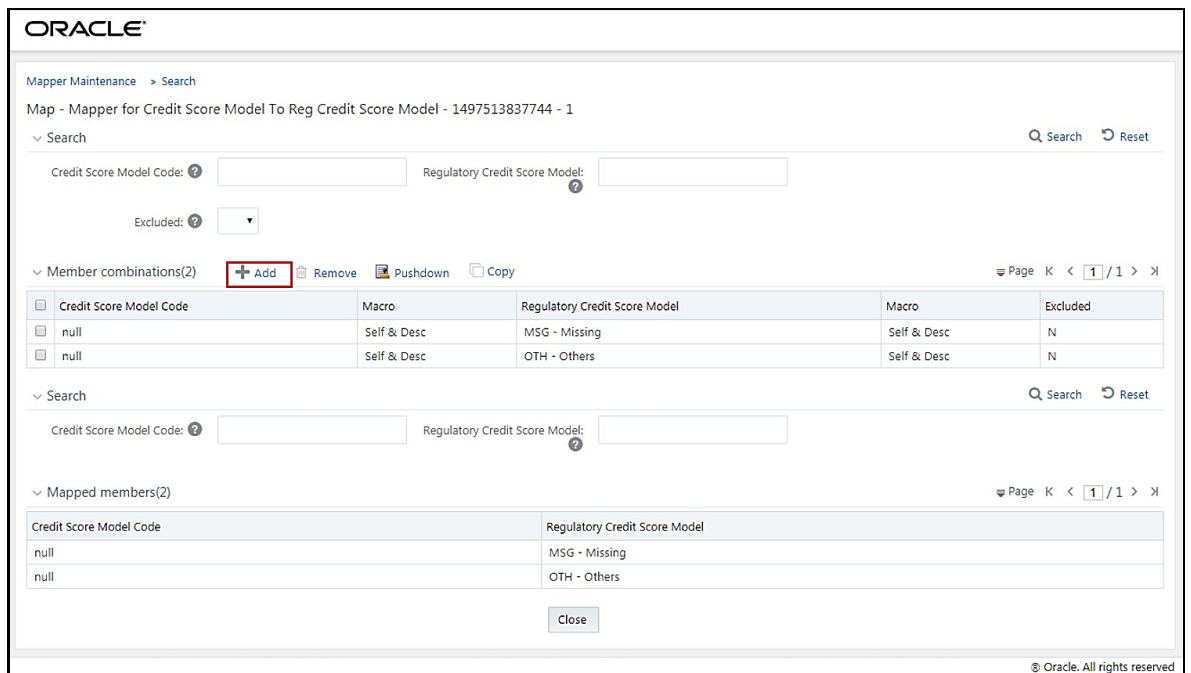 ORACLE®
Mapper Maintenance > Search
Map - Mapper for Credit Score Model To Reg Credit Score Model - 1497513837744 - 1
Search Search Reset
Credit Score Model Code: ? Regulatory Credit Score Model: ?
Excluded: ?
Member combinations(2) Add Remove Pushdown Copy Page 1 / 1
Credit Score Model Code Macro Regulatory Credit Score Model Macro Excluded
null Self & Desc MSG - Missing Self & Desc N
null Self & Desc OTH - Others Self & Desc N
Search Search Reset
Credit Score Model Code: ? Regulatory Credit Score Model: ?
Mapped members(2) Page 1 / 1
Credit Score Model Code Regulatory Credit Score Model
null MSG - Missing
null OTH - Others
Close
® Oracle. All rights reserved